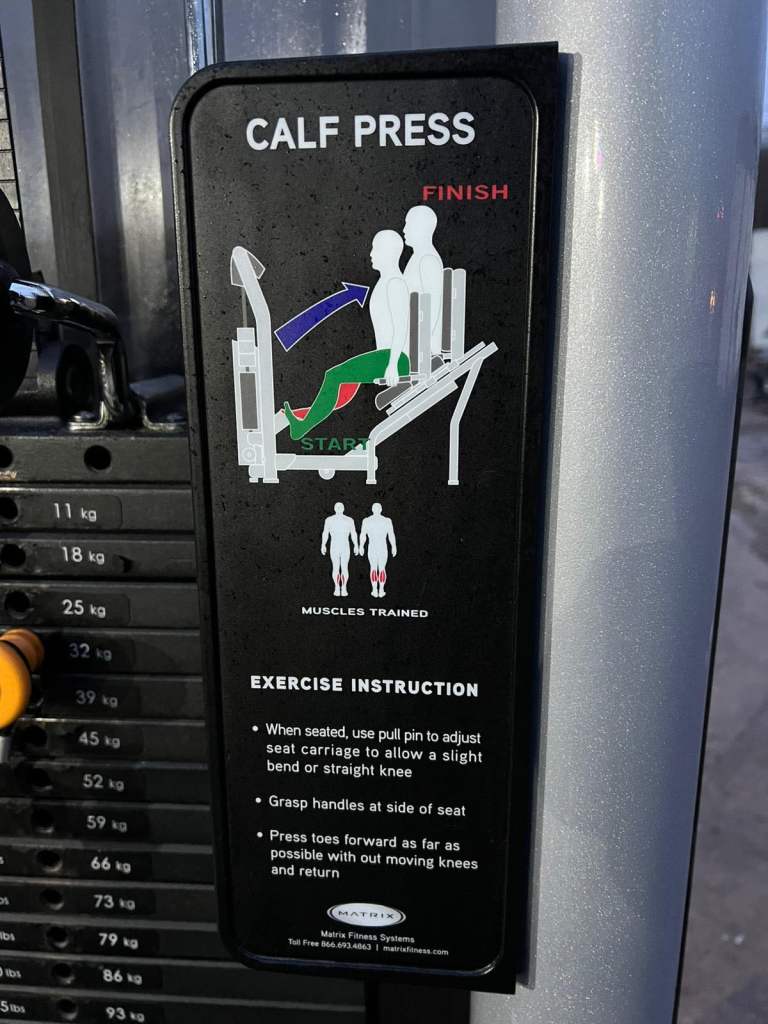 CALF PRESS
FINISH
START
MUSCLES TRAINED
EXERCISE INSTRUCTION
• When seated, use pull pin to adjust
seat carriage to allow a slight
bend or straight knee
• Grasp handles at side of seat
• Press toes forward as far as
possible with out moving knees
and return
MATRIX
Matrix Fitness Systems
Toll Free 866.693.4863 | matrixfitness.com
11 kg
18 kg
25 kg
32 kg
39 kg
45 kg
52 kg
59 kg
66 kg
73 kg
lbs 79 kg
lbs 86 kg
lbs 93 kg